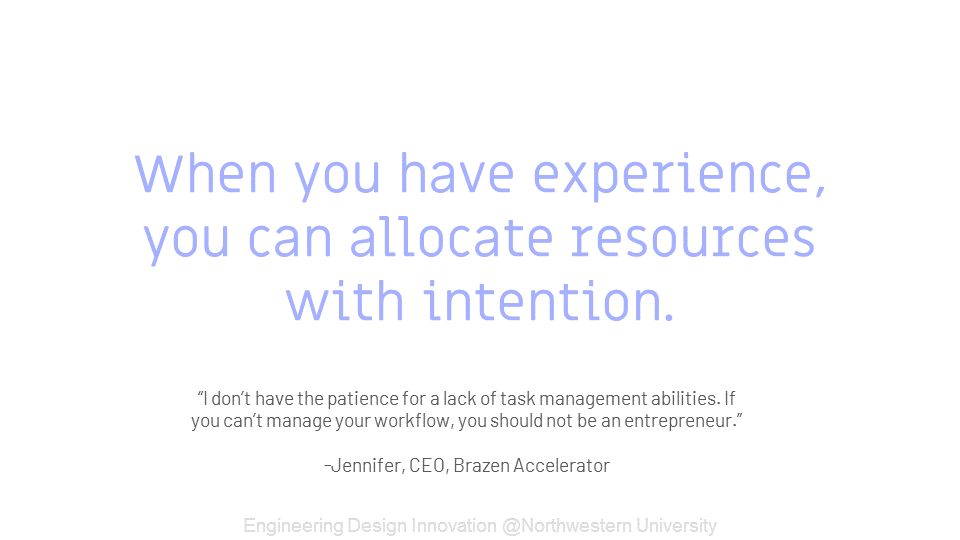 When you have experience,
you can allocate resources
with intention.
“I don’t have the patience for a lack of task management abilities. If
you can’t manage your workflow, you should not be an entrepreneur.”
-Jennifer, CEO, Brazen Accelerator
Engineering Design Innovation @Northwestern University